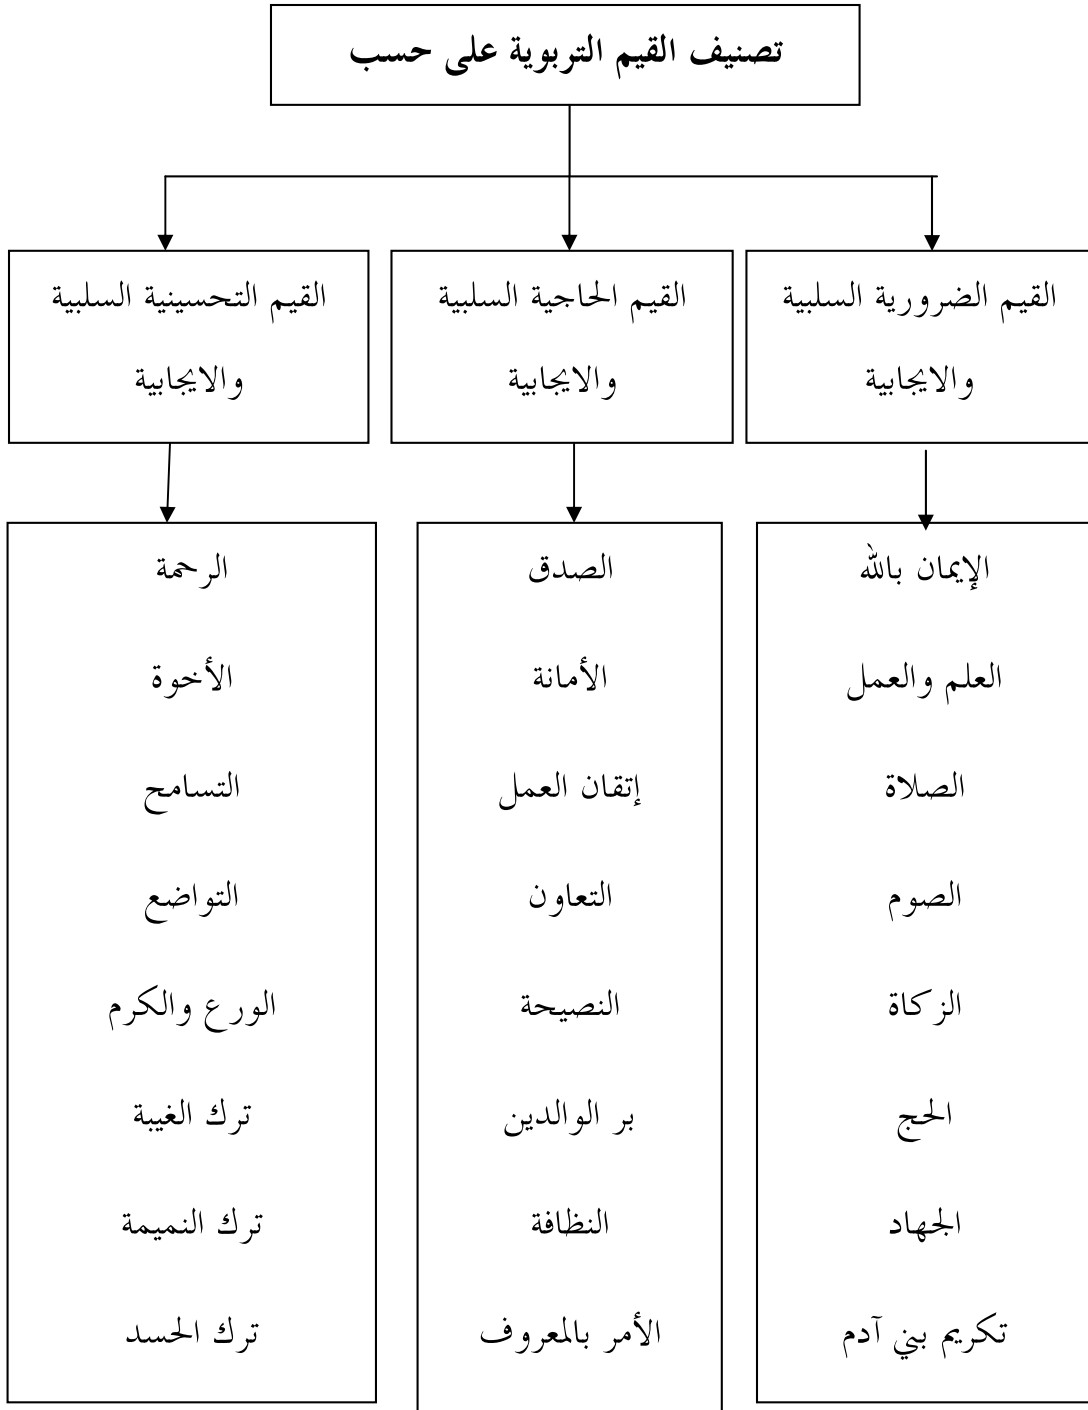 تصنيف القيم التربوية على حسب
القيم الضرورية السلبية
والايجابية
القيم الحاجية السلبية
والايجابية
القيم التحسينية السلبية
والايجابية
الإيمان بالله
العلم والعمل
الصلاة
الصوم
الزكاة
الحج
الجهاد
تكريم بني آدم
الصدق
الأمانة
إتقان العمل
التعاون
النصيحة
بر الوالدين
النظافة
الأمر بالمعروف
الرحمة
الأخوة
التسامح
التواضع
الورع والكرم
ترك الغيبة
ترك النميمة
ترك الحسد